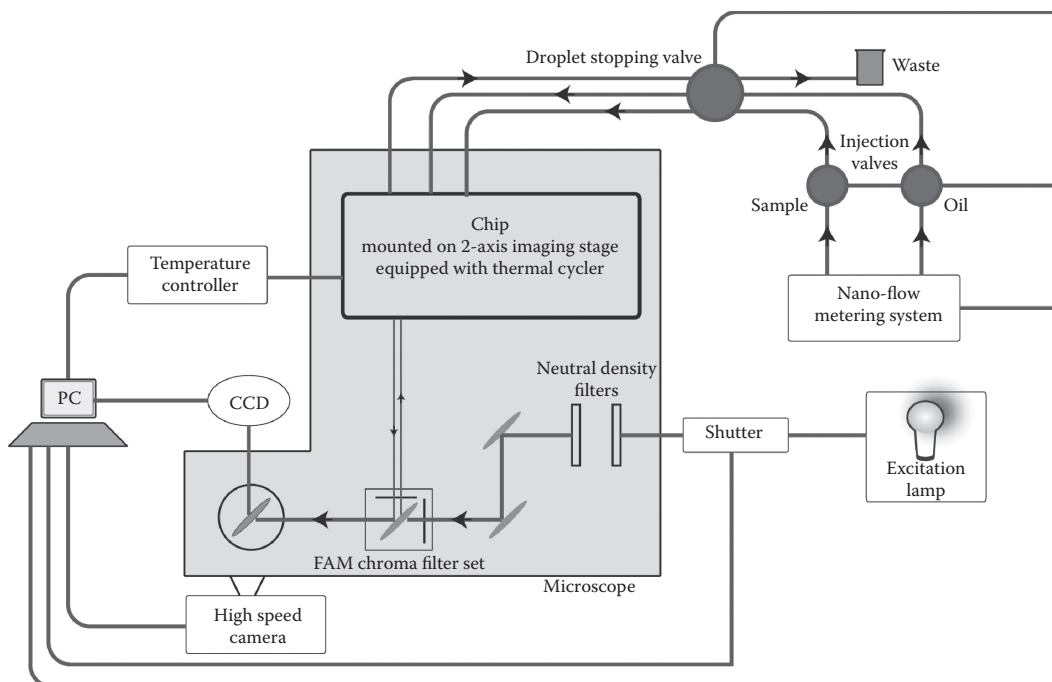 Droplet stopping valve
Waste
Injection
valves
Sample
Oil
Chip
mounted on 2-axis imaging stage
equipped with thermal cycler
Temperature
controller
Nano-flow
metering system
Neutral density
filters
PC
CCD
Shutter
Excitation
lamp
FAM chroma filter set
Microscope
High speed
camera